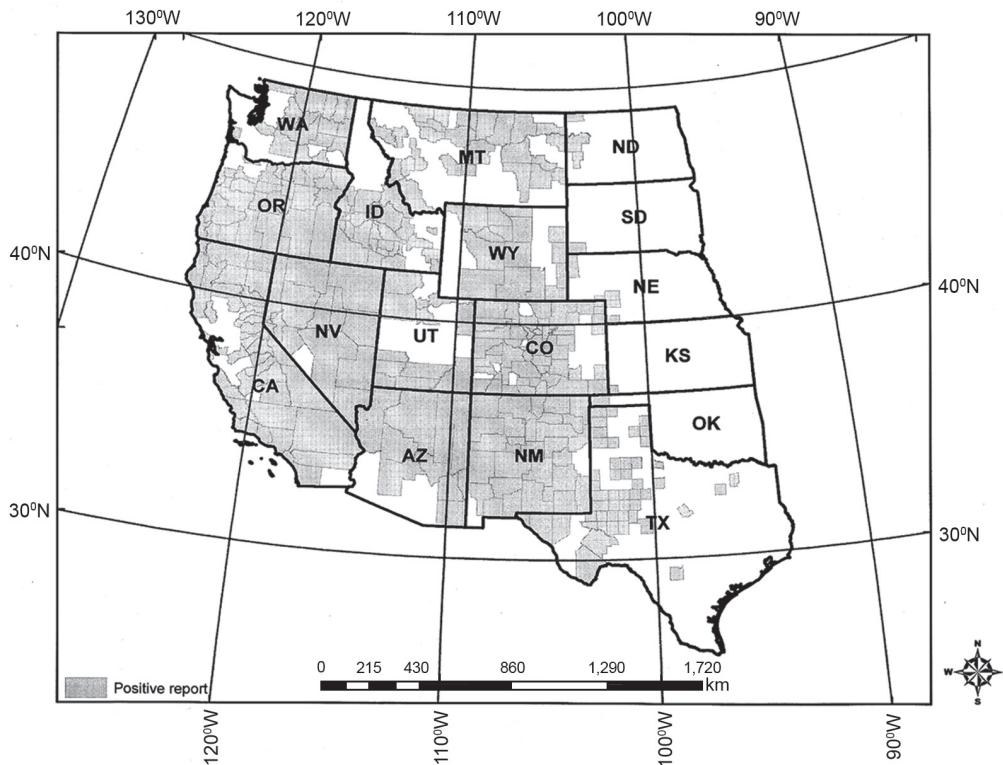 130⁰W 120⁰W 110⁰W 100⁰W 90⁰W
WA
MT
ND
OR
ID
SD
WY
40⁰N
NE
40⁰N
NV
UT
CO
KS
CA
OK
AZ
NM
30⁰N
TX
30⁰N
0 215 430 860 1,290 1,720
km
Positive report
N
W
S
120⁰W 110⁰W 100⁰W 90⁰W